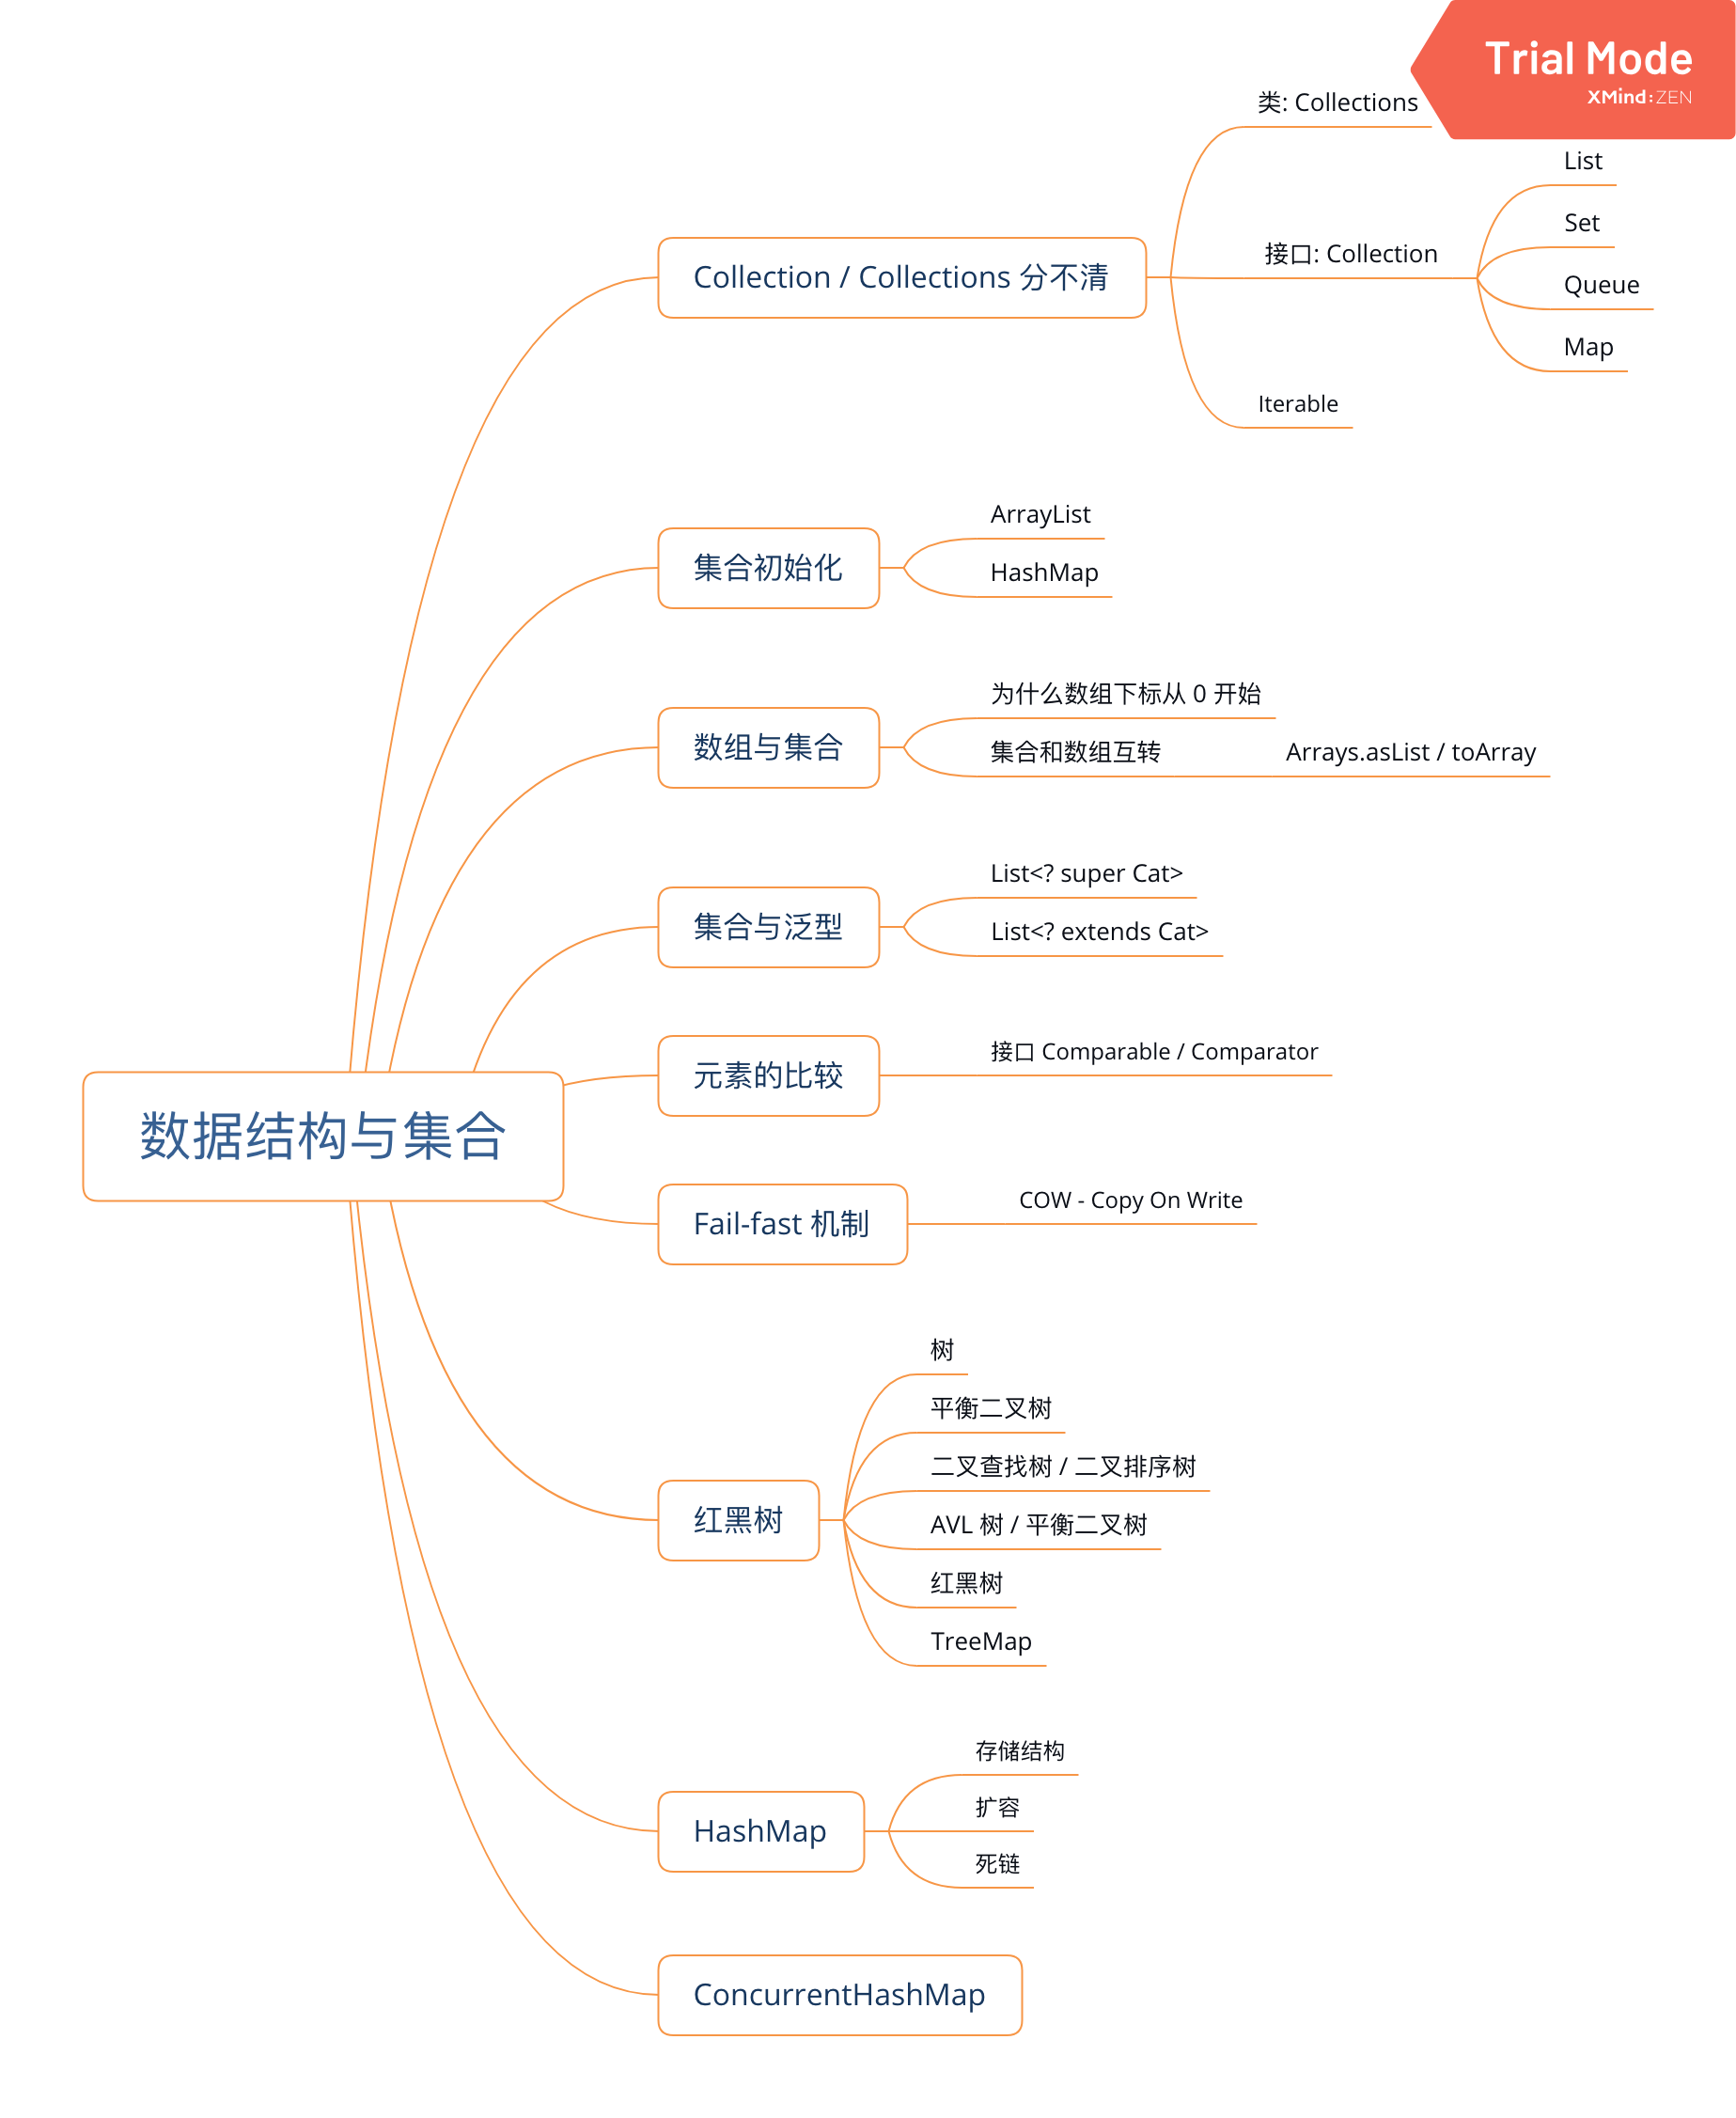 Trial Mode
XMind:ZEN
数据结构与集合
Collection / Collections 分不清
类: Collections
接口: Collection
List
Set
Queue
Map
Iterable
集合初始化
ArrayList
HashMap
数组与集合
为什么数组下标从 0 开始
集合和数组互转
Arrays.asList / toArray
集合与泛型
List<? super Cat>
List<? extends Cat>
元素的比较
接口 Comparable / Comparator
Fail-fast 机制
COW - Copy On Write
红黑树
树
平衡二叉树
二叉查找树 / 二叉排序树
AVL 树 / 平衡二叉树
红黑树
TreeMap
HashMap
存储结构
扩容
死链
ConcurrentHashMap